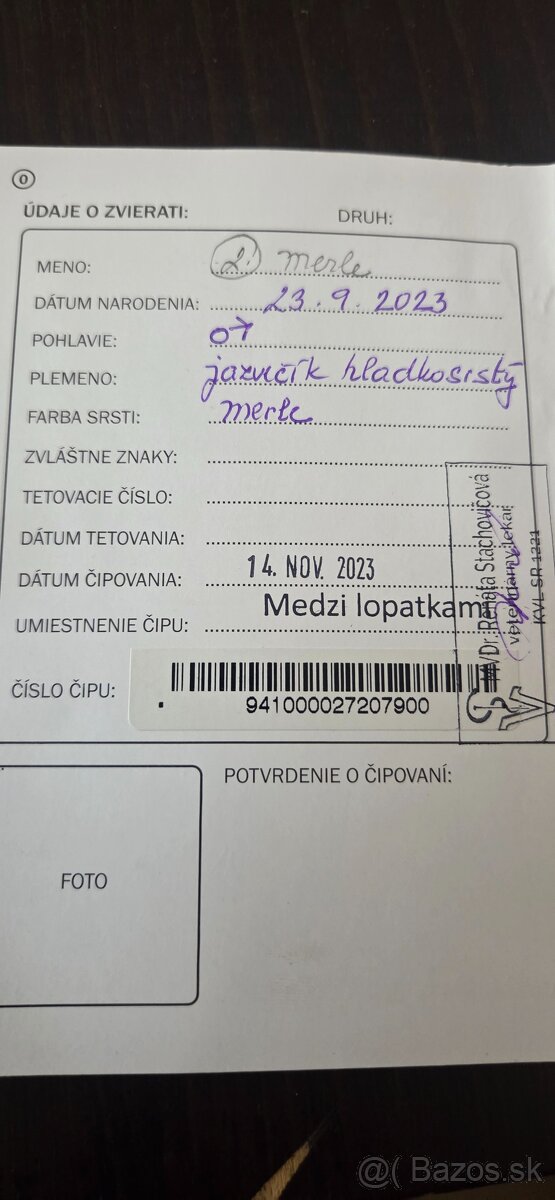 0
ÚDAJE O ZVIERATI: DRUH:
MENO: 2. merle
DÁTUM NARODENIA: 23.9.2023
POHLAVIE: ♂
PLEMENO: jazvečík hladkosrstý
FARBA SRSTI: merle
ZVLÁŠTNE ZNAKY:
TETOVACIE ČÍSLO:
DÁTUM TETOVANIA:
DÁTUM ČIPOVANIA: 14. NOV. 2023
UMIESTNENIE ČIPU: Medzi lopatkami
ČÍSLO ČIPU: 941000027207900
MVDr. Renáta Stachovičová
veterinárny lekár
KVL SR 1221
POTVRDENIE O ČIPOVANÍ:
FOTO
@( Bazos.sk